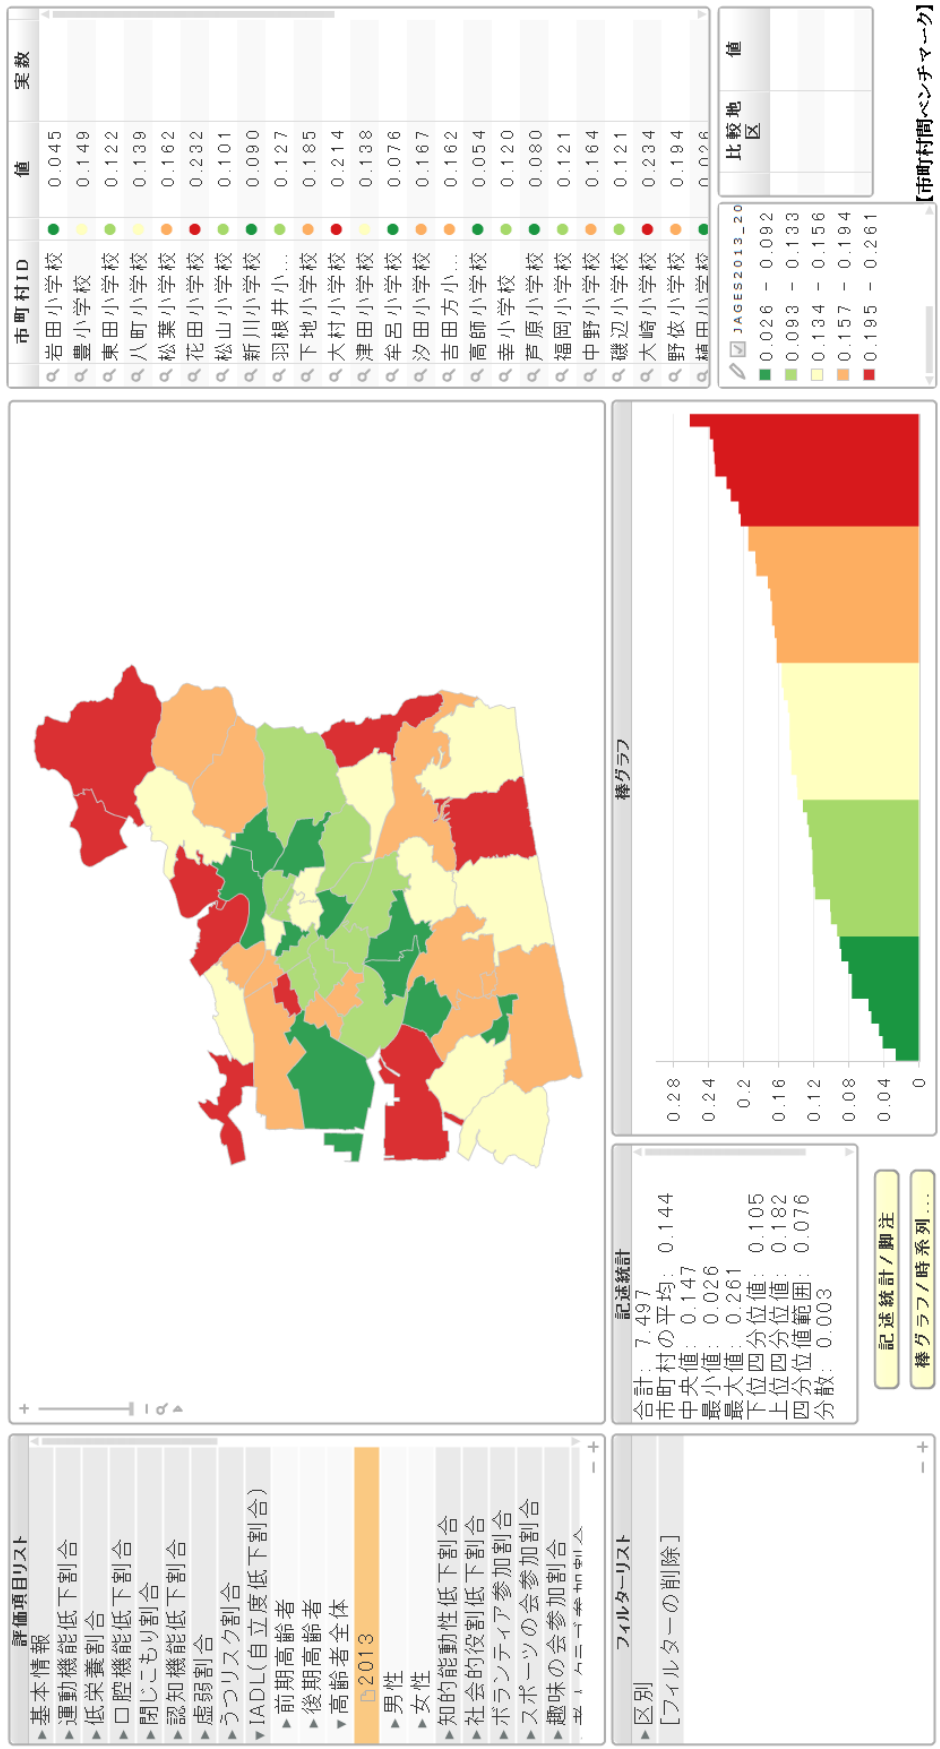 評価項目リスト
▶基本情報
▶運動機能低下割合
▶低栄養割合
▶口腔機能低下割合
▶閉じこもり割合
▶認知機能低下割合
▶虚弱割合
▶うつリスク割合
▼IADL(自立度低下割合)
▶前期高齢者
▶後期高齢者
▼高齢者全体
2013
▶男性
▶女性
▶知的能動性低下割合
▶社会的役割低下割合
▶ボランティア参加割合
▶スポーツの会参加割合
▶趣味の会参加割合
フィルターリスト
▶区別
[フィルターの削除]
記述統計
合計: 7.497
市町村の平均: 0.144
中央値: 0.147
最小値: 0.026
最大値: 0.261
下位四分位値: 0.105
上位四分位値: 0.182
四分位値範囲: 0.076
分散: 0.003
記述統計/脚注
棒グラフ/時系列...
棒グラフ
0.28
0.24
0.2
0.16
0.12
0.08
0.04
0
市町村ID 値 実数
岩田小学校 0.045
豊小学校 0.149
東田小学校 0.122
八町小学校 0.139
松葉小学校 0.162
花田小学校 0.232
松山小学校 0.101
新川小学校 0.090
羽根井小... 0.127
下地小学校 0.185
大村小学校 0.214
津田小学校 0.138
牟呂小学校 0.076
汐田小学校 0.167
吉田方小... 0.162
高師小学校 0.054
幸小学校 0.120
芦原小学校 0.080
福岡小学校 0.121
中野小学校 0.164
磯辺小学校 0.121
大崎小学校 0.234
野依小学校 0.194
植田小学校 0.026
JAGES2013_20
0.026 - 0.092
0.093 - 0.133
0.134 - 0.156
0.157 - 0.194
0.195 - 0.261
比較地区 値
【市町村間ベンチマーク】